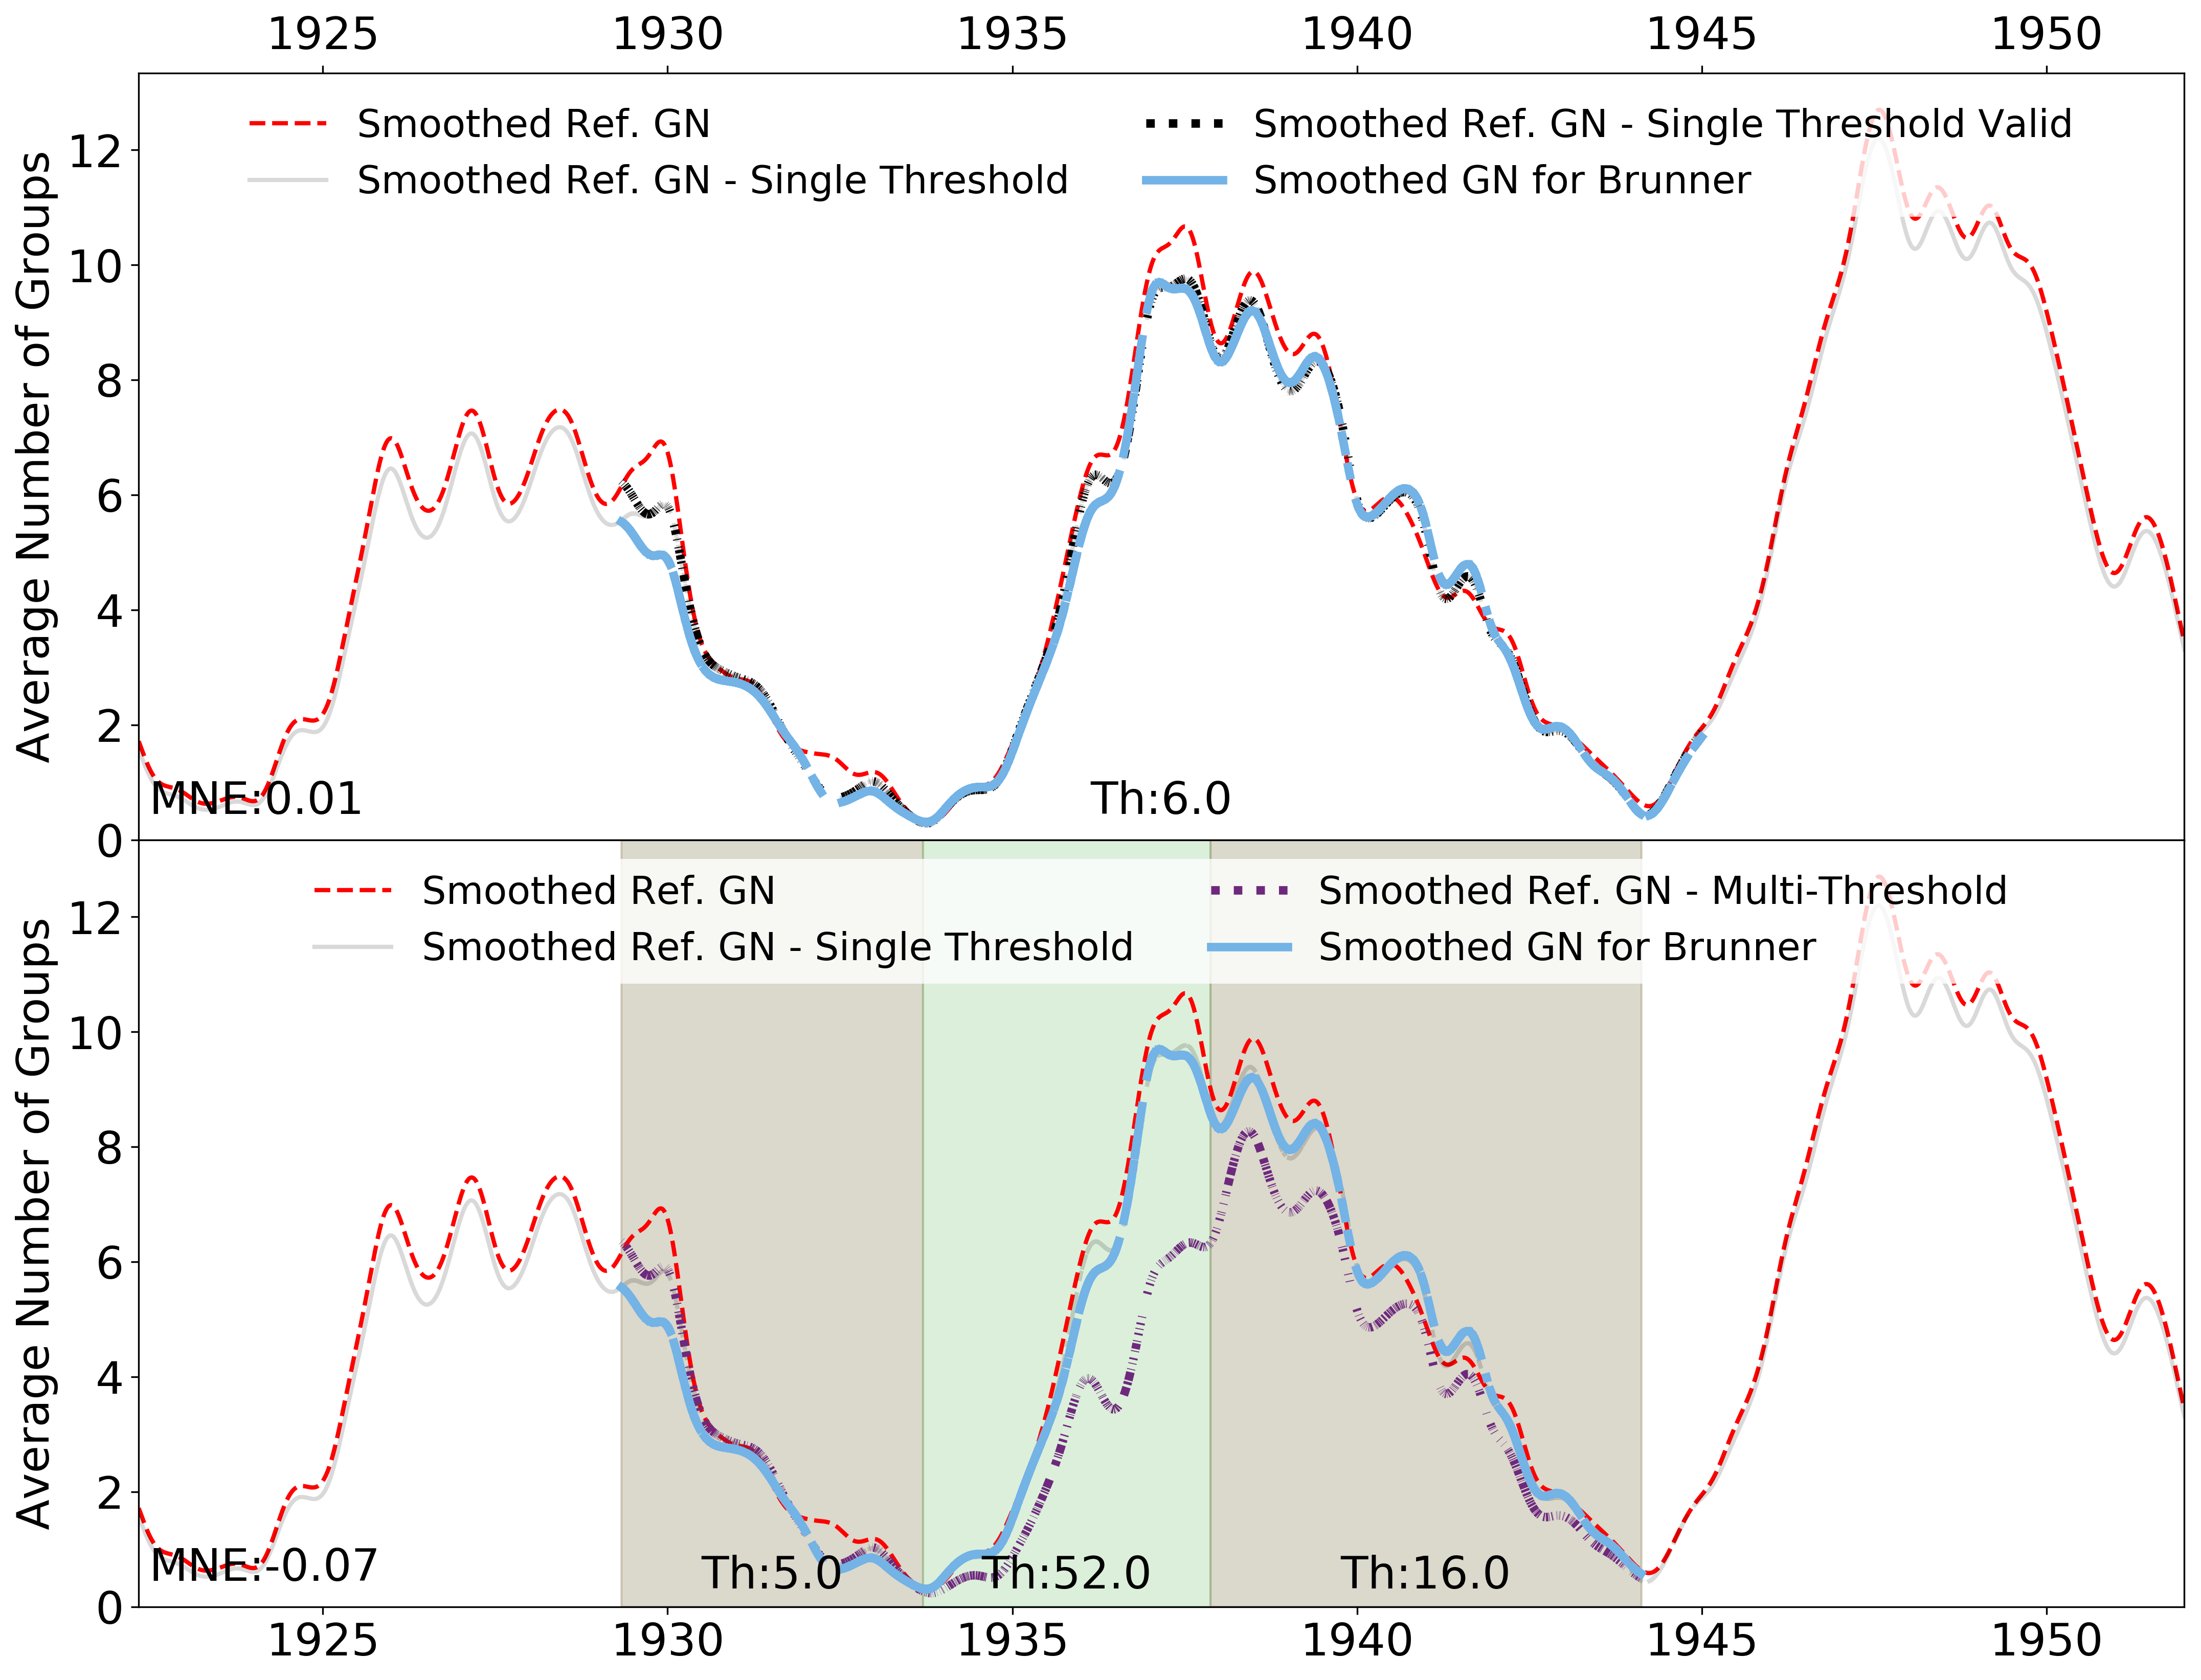 1925 1930 1935 1940 1945 1950
Smoothed Ref. GN
Smoothed Ref. GN - Single Threshold
Smoothed Ref. GN - Single Threshold Valid
Smoothed GN for Brunner
Average Number of Groups
12
10
8
6
4
2
0
MNE:0.01
Th:6.0
Smoothed Ref. GN
Smoothed Ref. GN - Single Threshold
Smoothed Ref. GN - Multi-Threshold
Smoothed GN for Brunner
Average Number of Groups
12
10
8
6
4
2
0
MNE:-0.07
Th:5.0
Th:52.0
Th:16.0
1925 1930 1935 1940 1945 1950